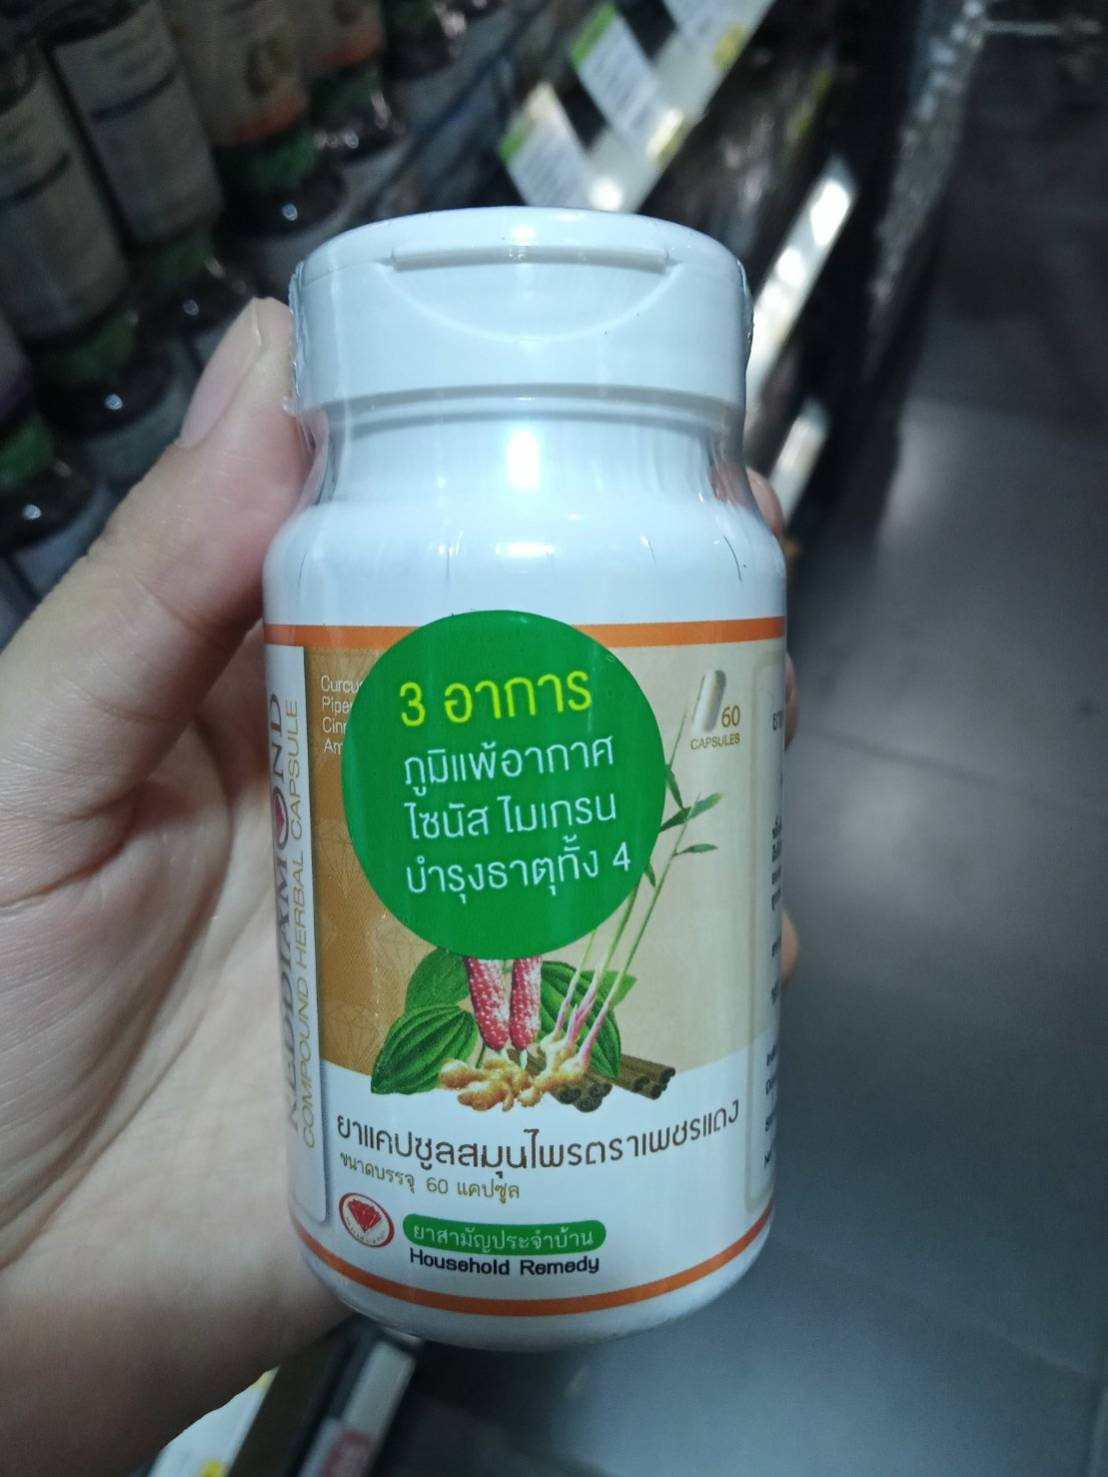 3 อาการ
ภูมิแพ้อากาศ
ไซนัส ไมเกรน
บำรุงธาตุทั้ง 4
60
CAPSULES
COMPOUND HERBAL CAPSULE
ยาแคปซูลสมุนไพรตราเพชรแดง
ขนาดบรรจุ 60 แคปซูล
ยาสามัญประจำบ้าน
Household Remedy